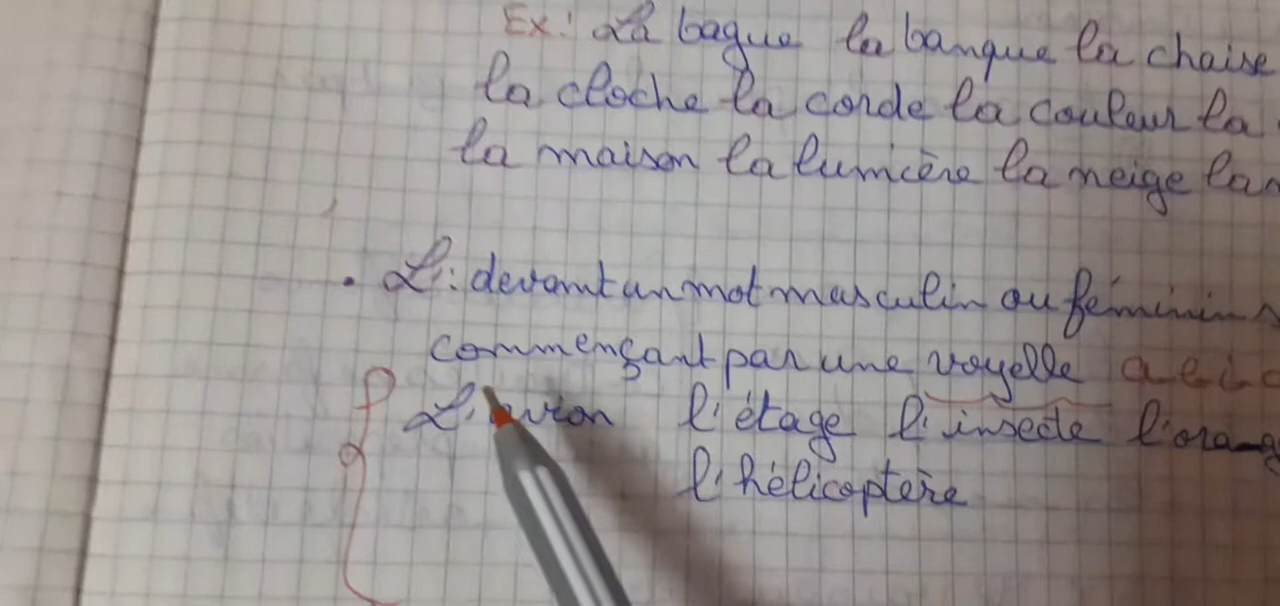 Ex: La bague la banque la chaise
la cloche la corde la couleur la
la maison la lumière la neige la
. L': devant un mot masculin ou féminin
commençant par une voyelle a e i o
L'avion l'étage l'insecte l'orag
l'hélicoptère